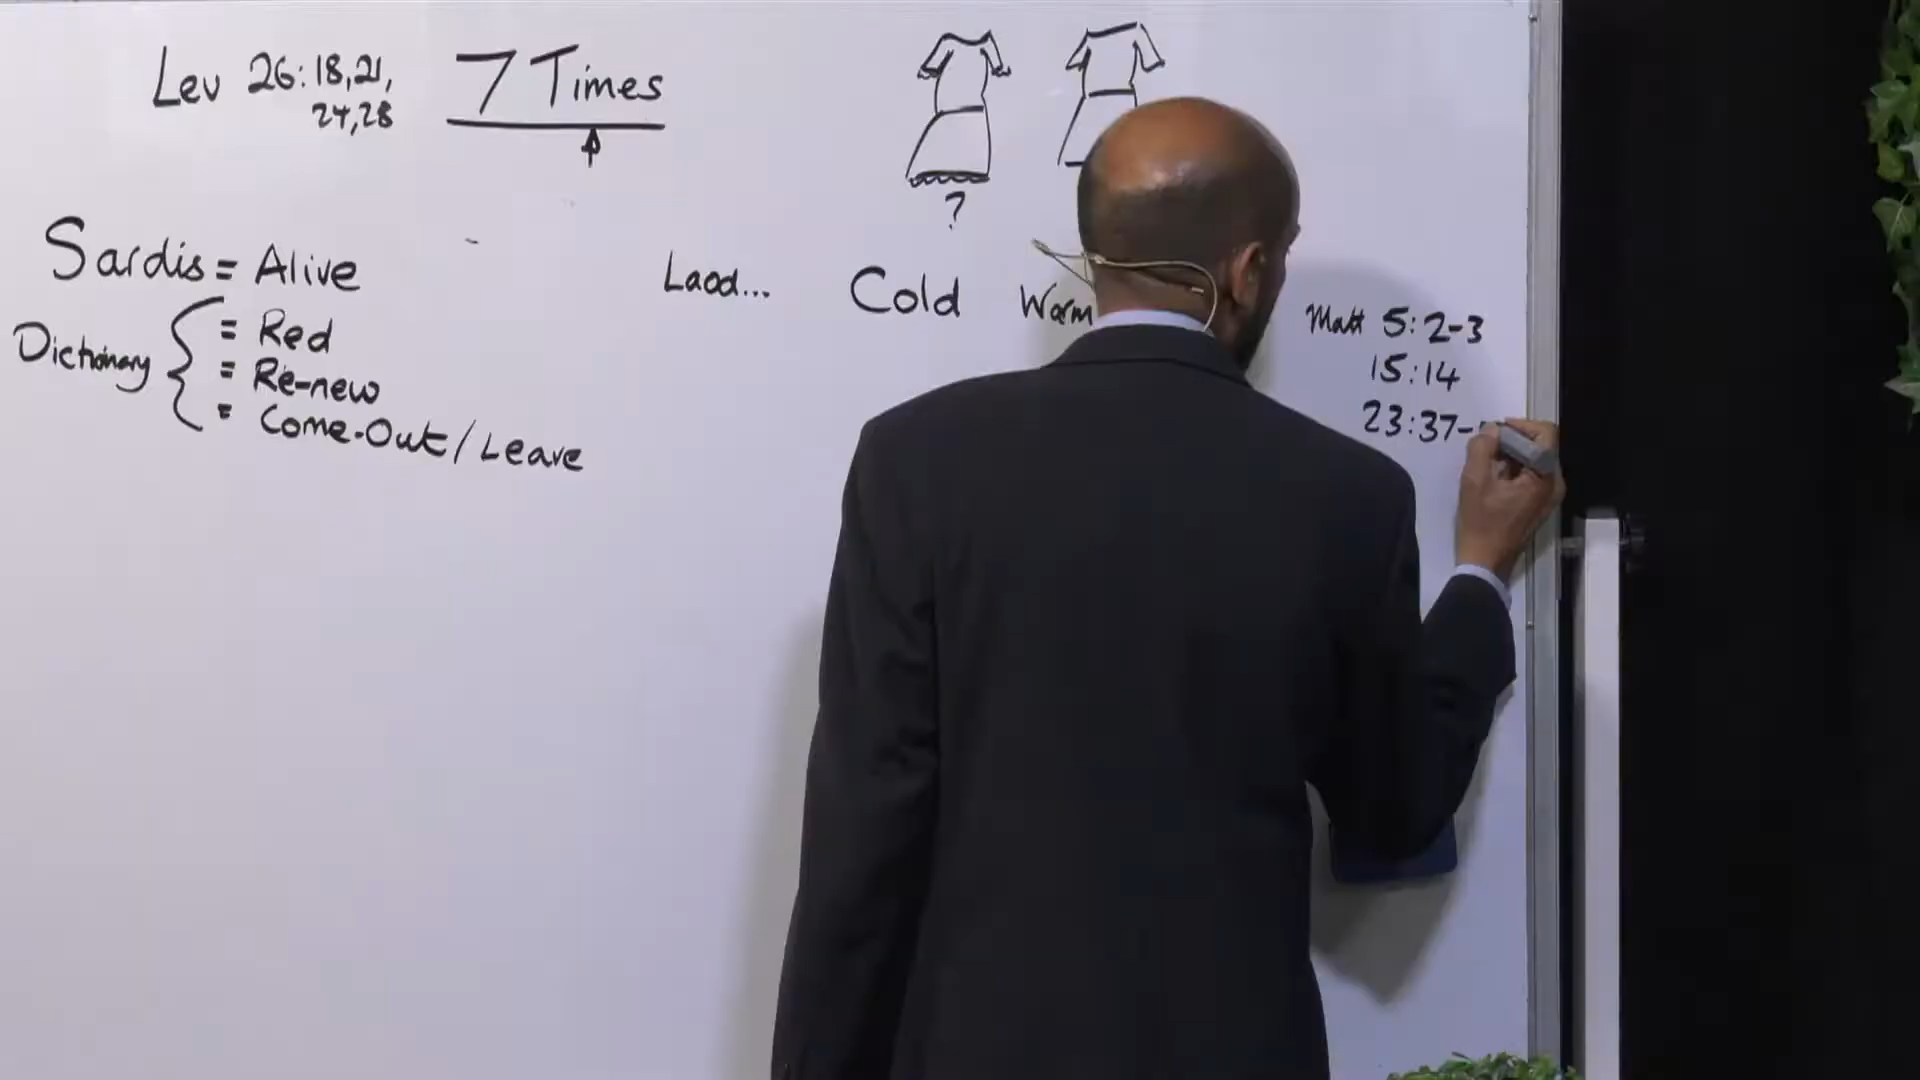 Lev 26:18,21,
24,28
7 Times
?
Sardis = Alive
Dictionary
= Red
= Re-new
= Come-Out/Leave
Laod...
Cold
Warm
Matt 5:2-3
15:14
23:37-